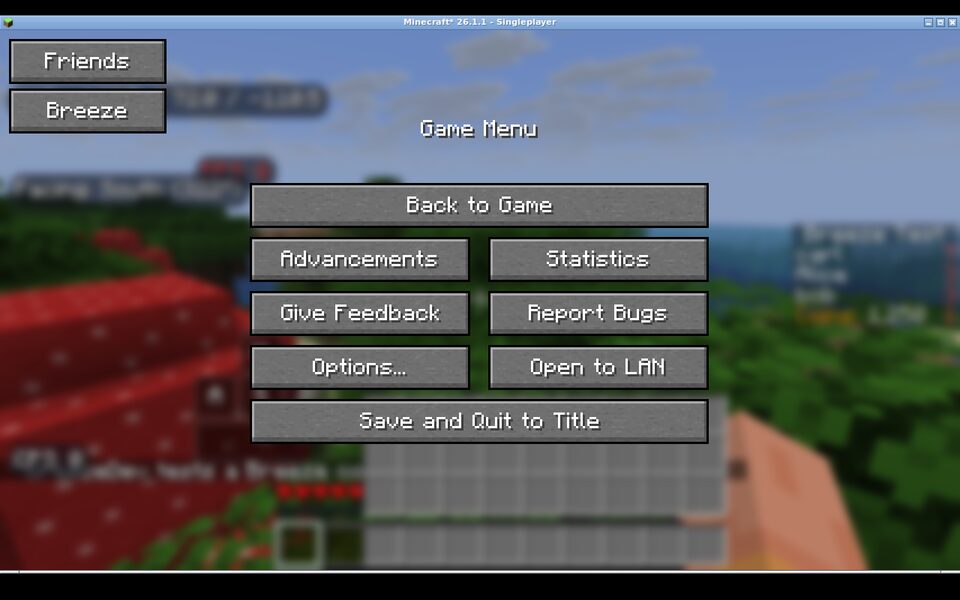 Minecraft* 26.1.1 - Singleplayer
Friends
Breeze
Game Menu
Back to Game
Advancements
Statistics
Give Feedback
Report Bugs
Options...
Open to LAN
Save and Quit to Title